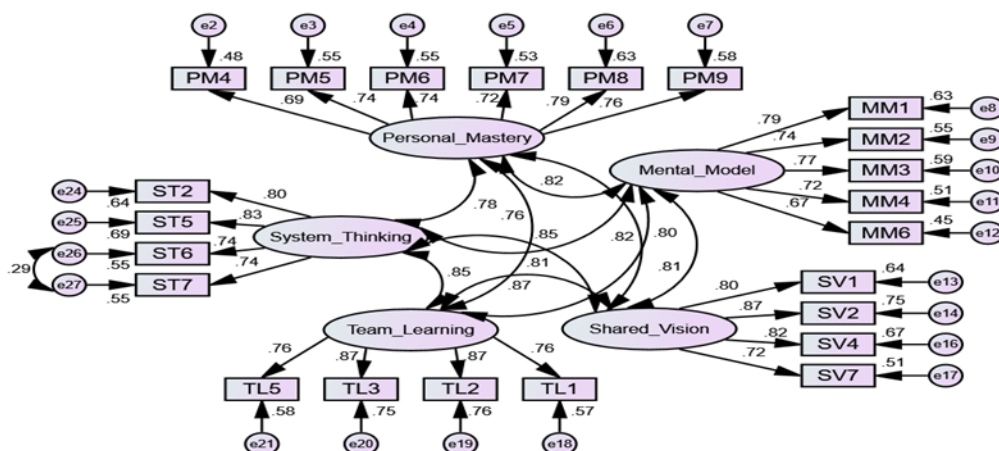 e2 e3 e4 e5 e6 e7
.48 .55 .55 .53 .63 .58
PM4 PM5 PM6 PM7 PM8 PM9
.69 .74 .74 .72 .79 .76
Personal_Mastery
MM1 .63 e8
MM2 .55 e9
MM3 .59 e10
MM4 .51 e11
MM6 .45 e12
.79
.74
.77
.72
.67
Mental_Model
e24 ST2 .80
.64
e25 ST5 .83
.69
e26 ST6 .74
.55
e27 ST7 .74
.55
.29
System_Thinking
.78 .76 .82
.85 .82 .80
.81
.85 .87 .81
Team_Learning
Shared_Vision
.80 SV1 .64 e13
.87 SV2 .75 e14
.82 SV4 .67 e16
.72 SV7 .51 e17
.76 .87 .87 .76
TL5 TL3 TL2 TL1
.58 .75 .76 .57
e21 e20 e19 e18